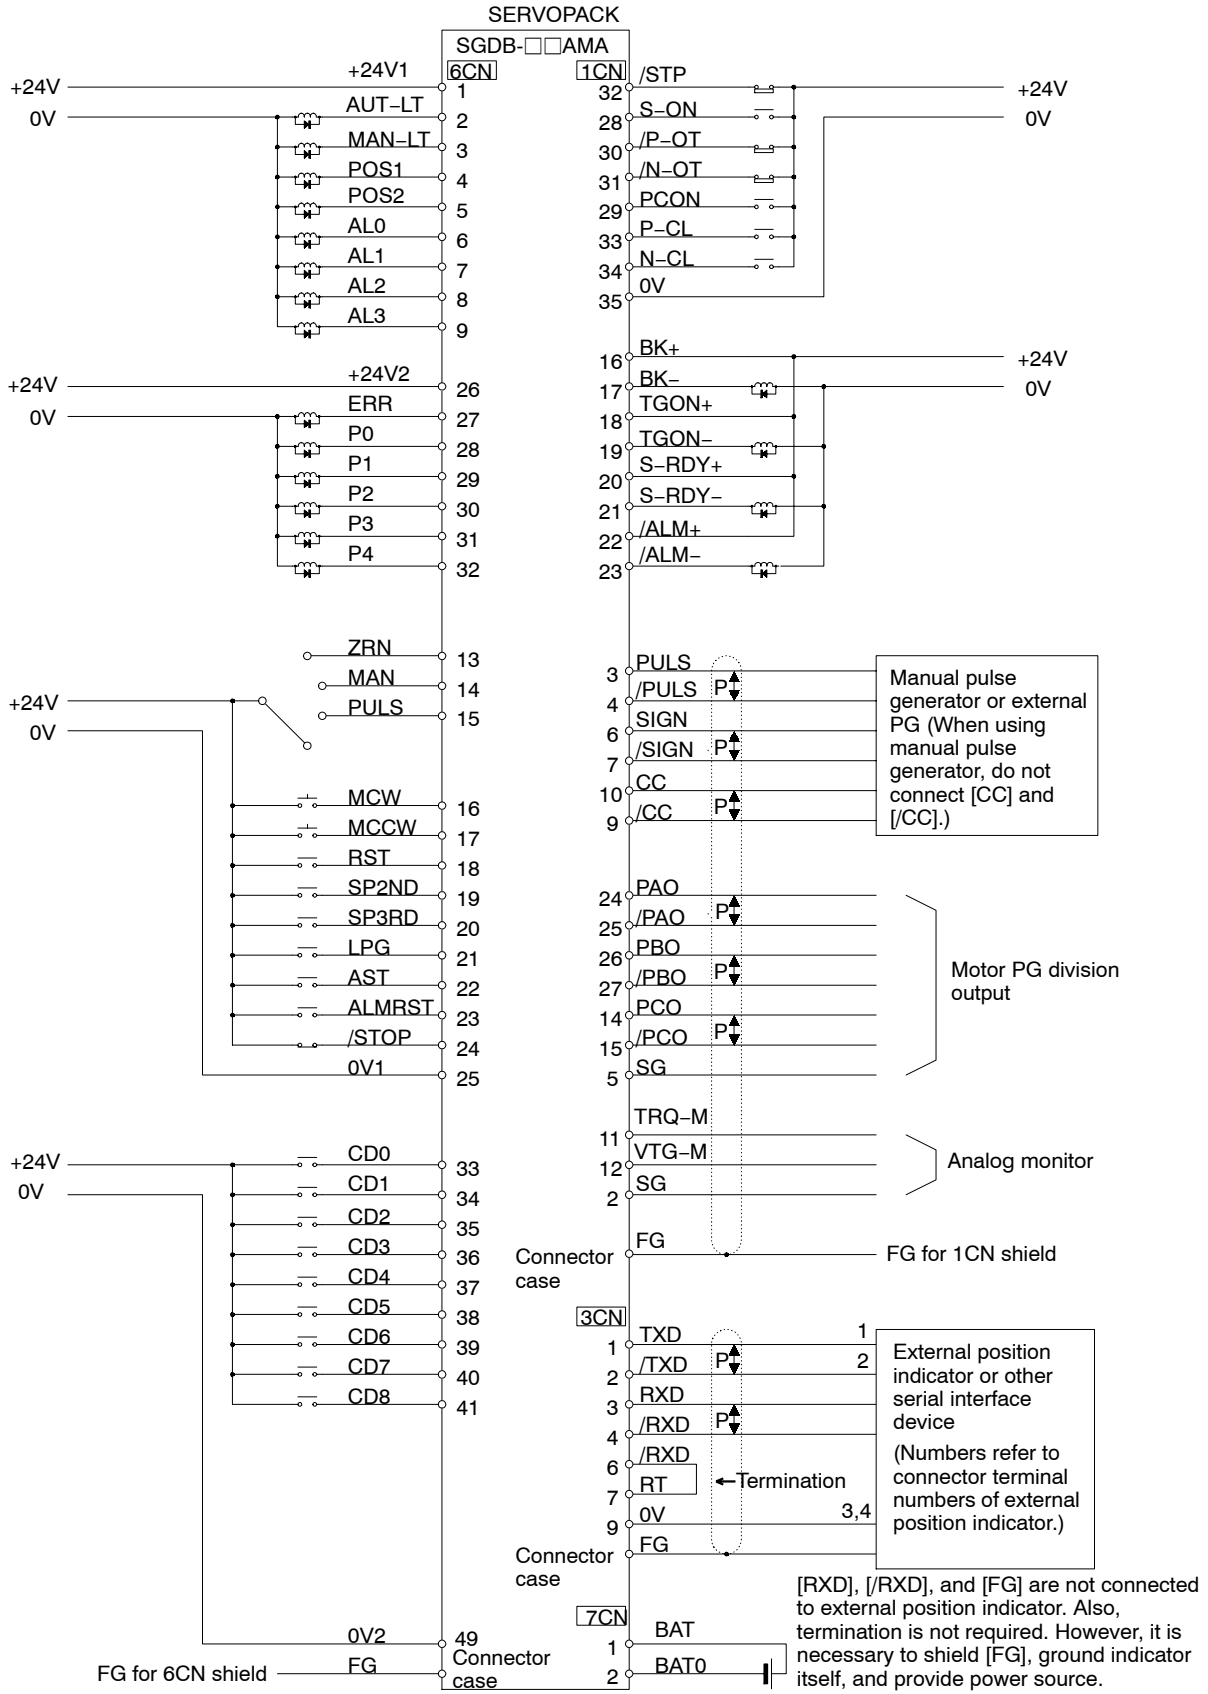 SERVOPACK
SGDB-□□AMA
6CN
1CN
+24V
0V
+24V1
1
AUT-LT
2
MAN-LT
3
POS1
4
POS2
5
AL0
6
AL1
7
AL2
8
AL3
9
+24V
0V
+24V2
26
ERR
27
P0
28
P1
29
P2
30
P3
31
P4
32
+24V
0V
ZRN
13
MAN
14
PULS
15
MCW
16
MCCW
17
RST
18
SP2ND
19
SP3RD
20
LPG
21
AST
22
ALMRST
23
/STOP
24
0V1
25
+24V
0V
CD0
33
CD1
34
CD2
35
CD3
36
CD4
37
CD5
38
CD6
39
CD7
40
CD8
41
0V2
49
FG for 6CN shield
FG
Connector
case
32
/STP
+24V
28
S-ON
0V
30
/P-OT
31
/N-OT
29
PCON
33
P-CL
34
N-CL
35
0V
16
BK+
+24V
17
BK-
0V
18
TGON+
19
TGON-
20
S-RDY+
21
S-RDY-
22
/ALM+
23
/ALM-
3
PULS
4
/PULS
P
6
SIGN
7
/SIGN
P
10
CC
9
/CC
P
Manual pulse
generator or external
PG (When using
manual pulse
generator, do not
connect [CC] and
[/CC].)
24
PAO
25
/PAO
P
26
PBO
27
/PBO
P
14
PCO
15
/PCO
P
5
SG
Motor PG division
output
11
TRQ-M
12
VTG-M
2
SG
Analog monitor
Connector
case
FG
FG for 1CN shield
3CN
1
TXD
1
2
/TXD
P
2
3
RXD
4
/RXD
P
6
/RXD
7
RT
Termination
9
0V
3,4
Connector
case
FG
External position
indicator or other
serial interface
device
(Numbers refer to
connector terminal
numbers of external
position indicator.)
[RXD], [/RXD], and [FG] are not connected
to external position indicator. Also,
termination is not required. However, it is
necessary to shield [FG], ground indicator
itself, and provide power source.
7CN
1
BAT
2
BAT0